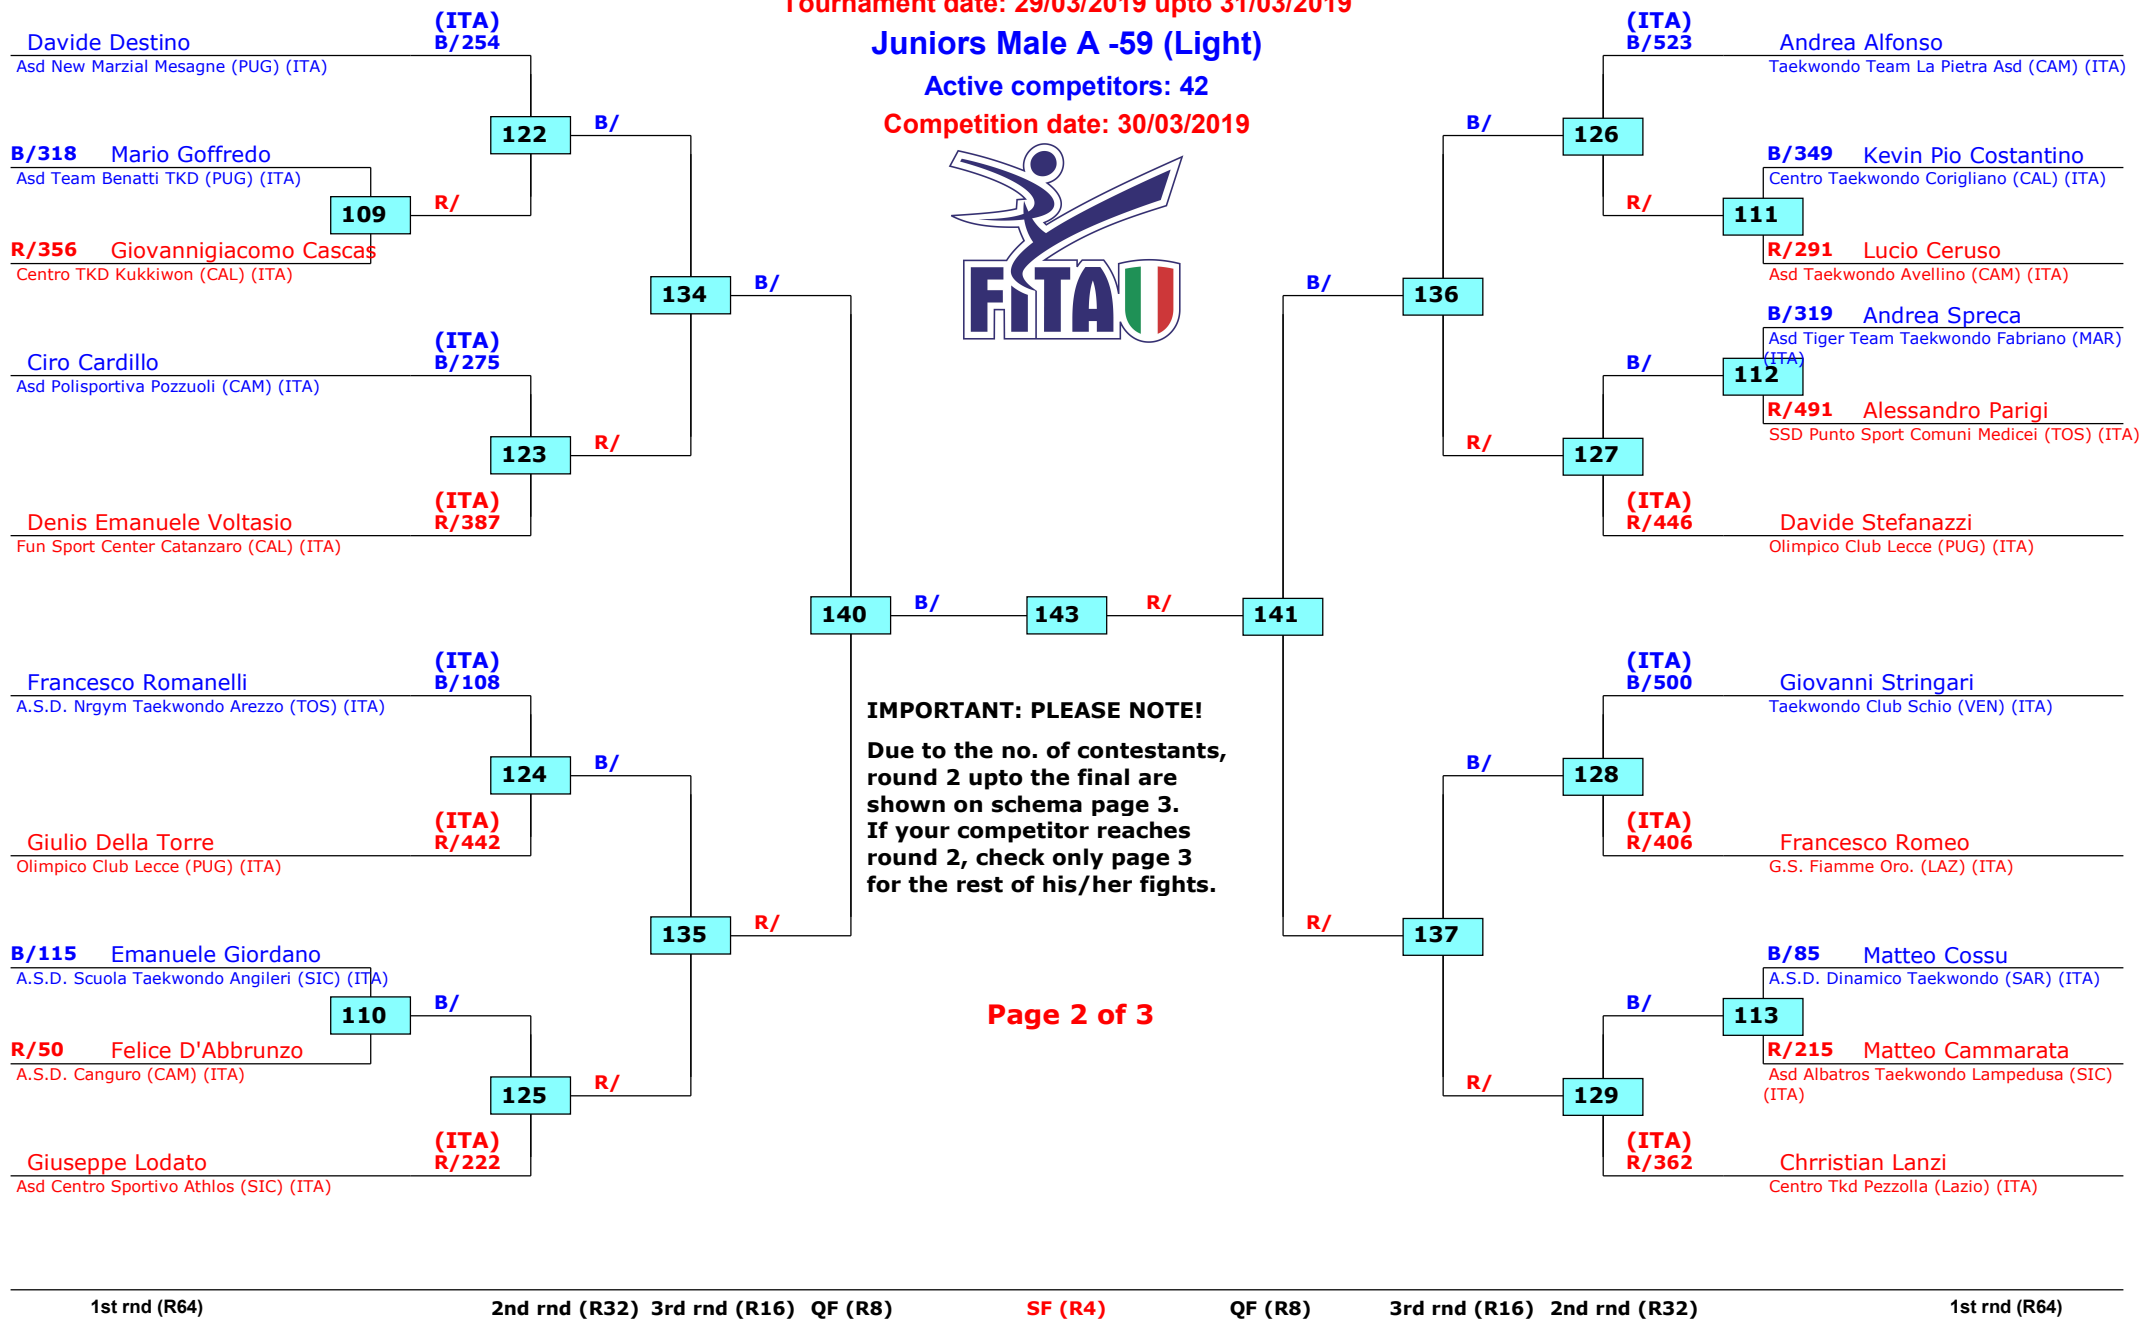 Tournament date: 29/03/2019 upto 31/03/2019
Juniors Male A -59 (Light)
Active competitors: 42
Competition date: 30/03/2019
FITA
(ITA)
Davide Destino B/254
Asd New Marzial Mesagne (PUG) (ITA)
122 B/
B/318 Mario Goffredo
Asd Team Benatti TKD (PUG) (ITA)
109 R/
R/356 Giovannigiacomo Cascas
Centro TKD Kukkiwon (CAL) (ITA)
134 B/
(ITA)
Ciro Cardillo B/275
Asd Polisportiva Pozzuoli (CAM) (ITA)
123 R/
(ITA)
Denis Emanuele Voltasio R/387
Fun Sport Center Catanzaro (CAL) (ITA)
140 B/ 143 R/ 141
(ITA)
Francesco Romanelli B/108
A.S.D. Nrgym Taekwondo Arezzo (TOS) (ITA)
124 B/
(ITA)
Giulio Della Torre R/442
Olimpico Club Lecce (PUG) (ITA)
135 R/
B/115 Emanuele Giordano
A.S.D. Scuola Taekwondo Angileri (SIC) (ITA)
110 B/
R/50 Felice D'Abbrunzo
A.S.D. Canguro (CAM) (ITA)
125 R/
(ITA)
Giuseppe Lodato R/222
Asd Centro Sportivo Athlos (SIC) (ITA)
IMPORTANT: PLEASE NOTE!
Due to the no. of contestants,
round 2 upto the final are
shown on schema page 3.
If your competitor reaches
round 2, check only page 3
for the rest of his/her fights.
Page 2 of 3
(ITA)
B/523 Andrea Alfonso
Taekwondo Team La Pietra Asd (CAM) (ITA)
B/ 126
B/349 Kevin Pio Costantino
Centro Taekwondo Corigliano (CAL) (ITA)
R/ 111
R/291 Lucio Ceruso
Asd Taekwondo Avellino (CAM) (ITA)
B/ 136
B/319 Andrea Spreca
Asd Tiger Team Taekwondo Fabriano (MAR)
(ITA)
B/ 112
R/491 Alessandro Parigi
SSD Punto Sport Comuni Medicei (TOS) (ITA)
R/ 127
(ITA)
R/446 Davide Stefanazzi
Olimpico Club Lecce (PUG) (ITA)
(ITA)
B/500 Giovanni Stringari
Taekwondo Club Schio (VEN) (ITA)
B/ 128
(ITA)
R/406 Francesco Romeo
G.S. Fiamme Oro. (LAZ) (ITA)
R/ 137
B/85 Matteo Cossu
A.S.D. Dinamico Taekwondo (SAR) (ITA)
B/ 113
R/215 Matteo Cammarata
Asd Albatros Taekwondo Lampedusa (SIC)
(ITA)
R/ 129
(ITA)
R/362 Chrristian Lanzi
Centro Tkd Pezzolla (Lazio) (ITA)
1st rnd (R64) 2nd rnd (R32) 3rd rnd (R16) QF (R8) SF (R4) QF (R8) 3rd rnd (R16) 2nd rnd (R32) 1st rnd (R64)